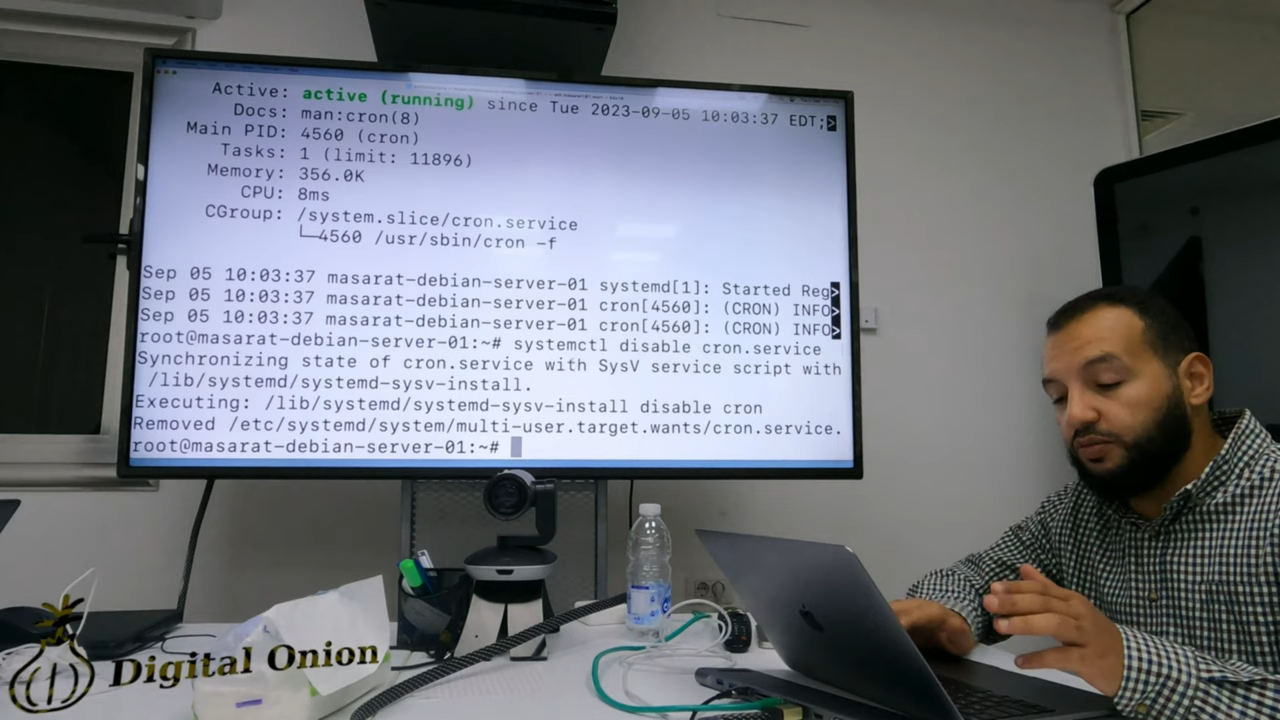 Active: active (running) since Tue 2023-09-05 10:03:37 EDT;>
Docs: man:cron(8)
Main PID: 4560 (cron)
Tasks: 1 (limit: 11896)
Memory: 356.0K
CPU: 8ms
CGroup: /system.slice/cron.service
└─4560 /usr/sbin/cron -f
Sep 05 10:03:37 masarat-debian-server-01 systemd[1]: Started Reg>
Sep 05 10:03:37 masarat-debian-server-01 cron[4560]: (CRON) INFO>
Sep 05 10:03:37 masarat-debian-server-01 cron[4560]: (CRON) INFO>
root@masarat-debian-server-01:~# systemctl disable cron.service
Synchronizing state of cron.service with SysV service script with
/lib/systemd/systemd-sysv-install.
Executing: /lib/systemd/systemd-sysv-install disable cron
Removed /etc/systemd/system/multi-user.target.wants/cron.service.
root@masarat-debian-server-01:~#
Digital Onion